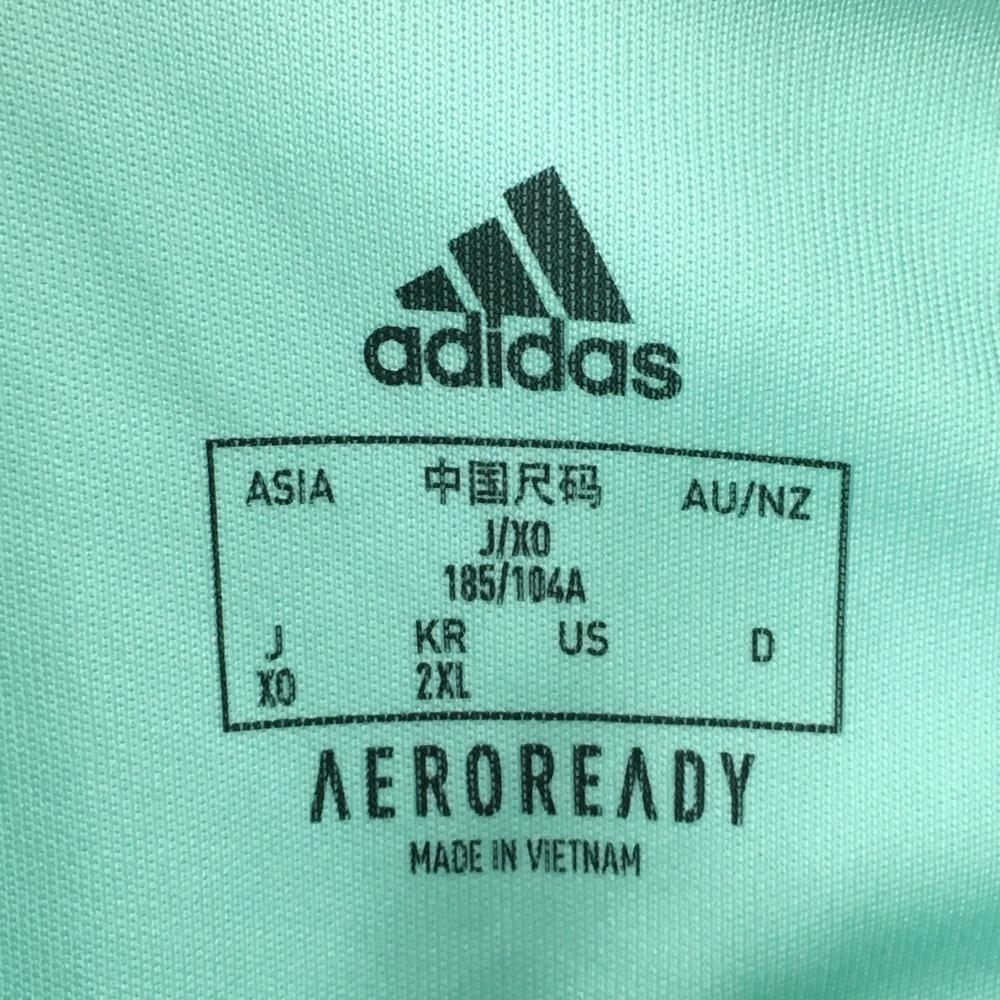 adidas
ASIA 中国尺码 AU/NZ
J/XO
185/104A
J KR US D
XO 2XL
AEROREADY
MADE IN VIETNAM